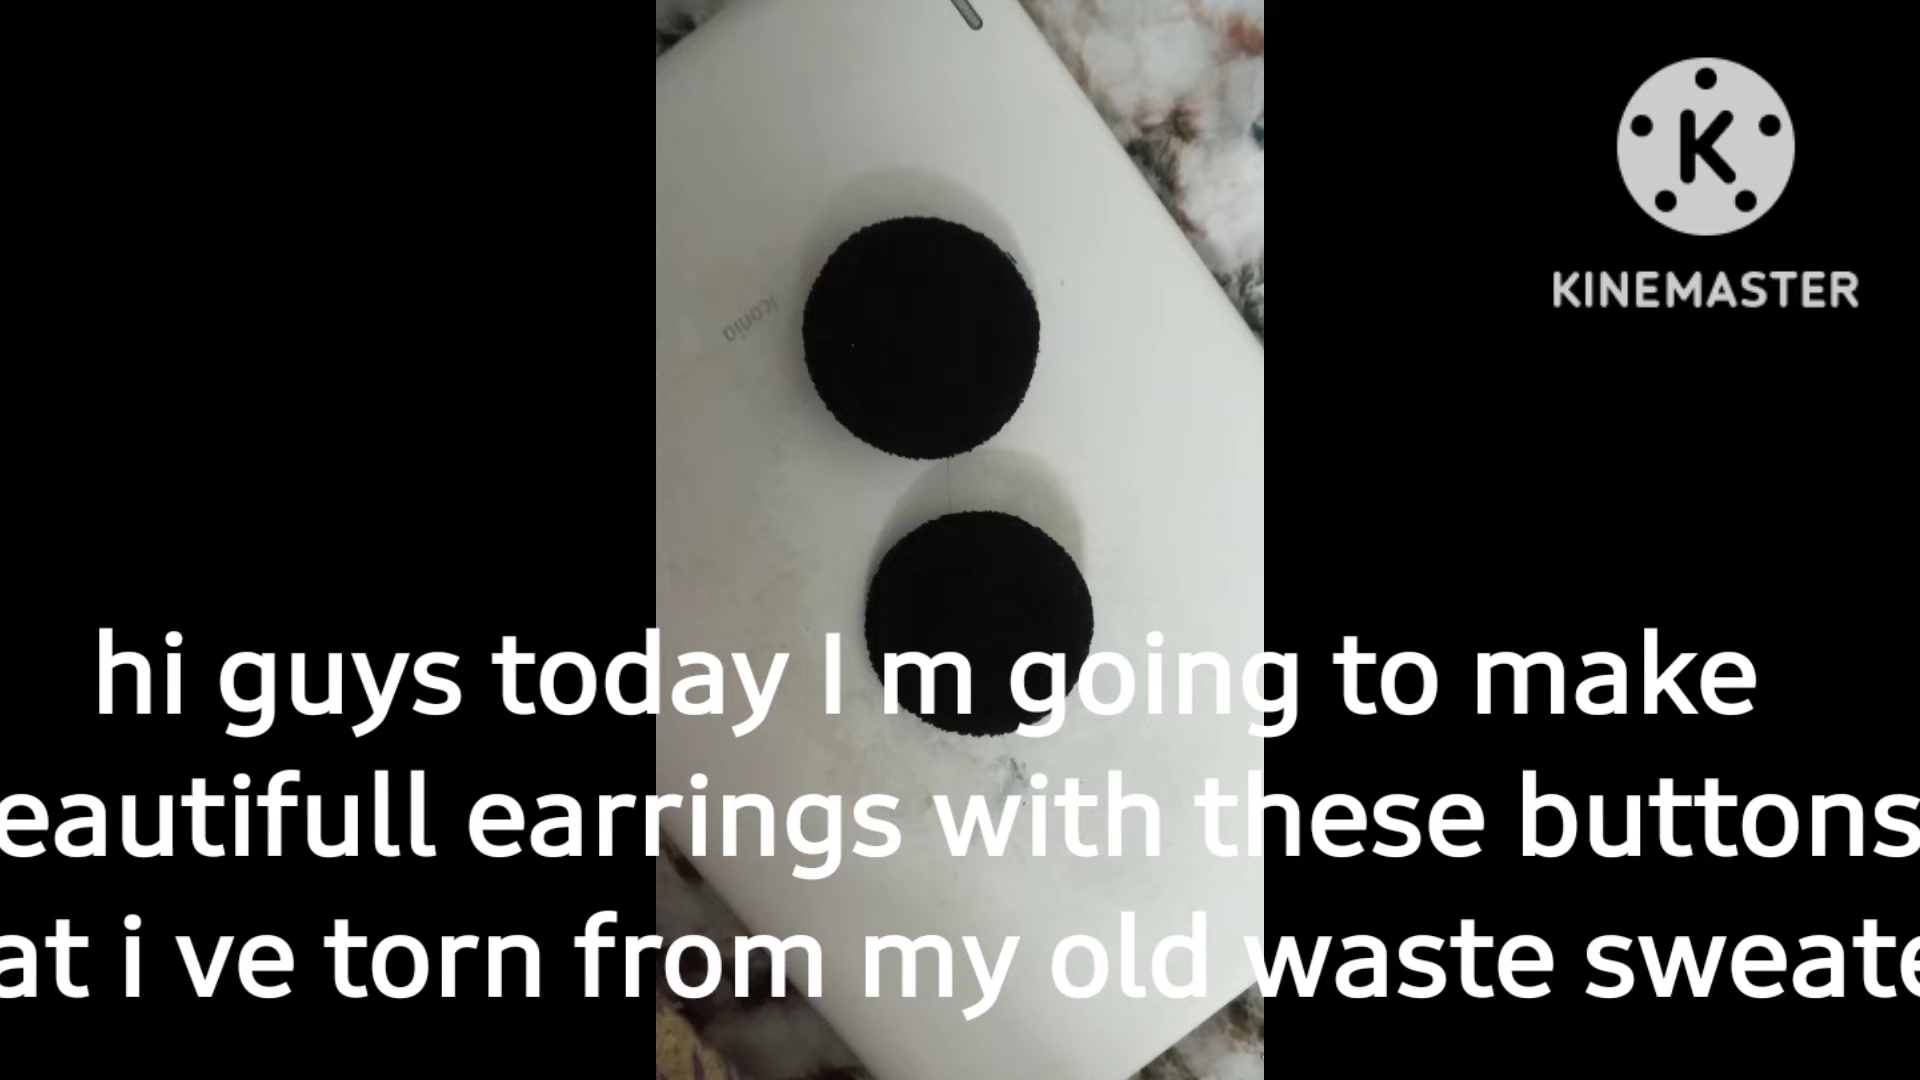 iconia
KINEMASTER
hi guys today I m going to make
eautifull earrings with these buttons
at i ve torn from my old waste sweate